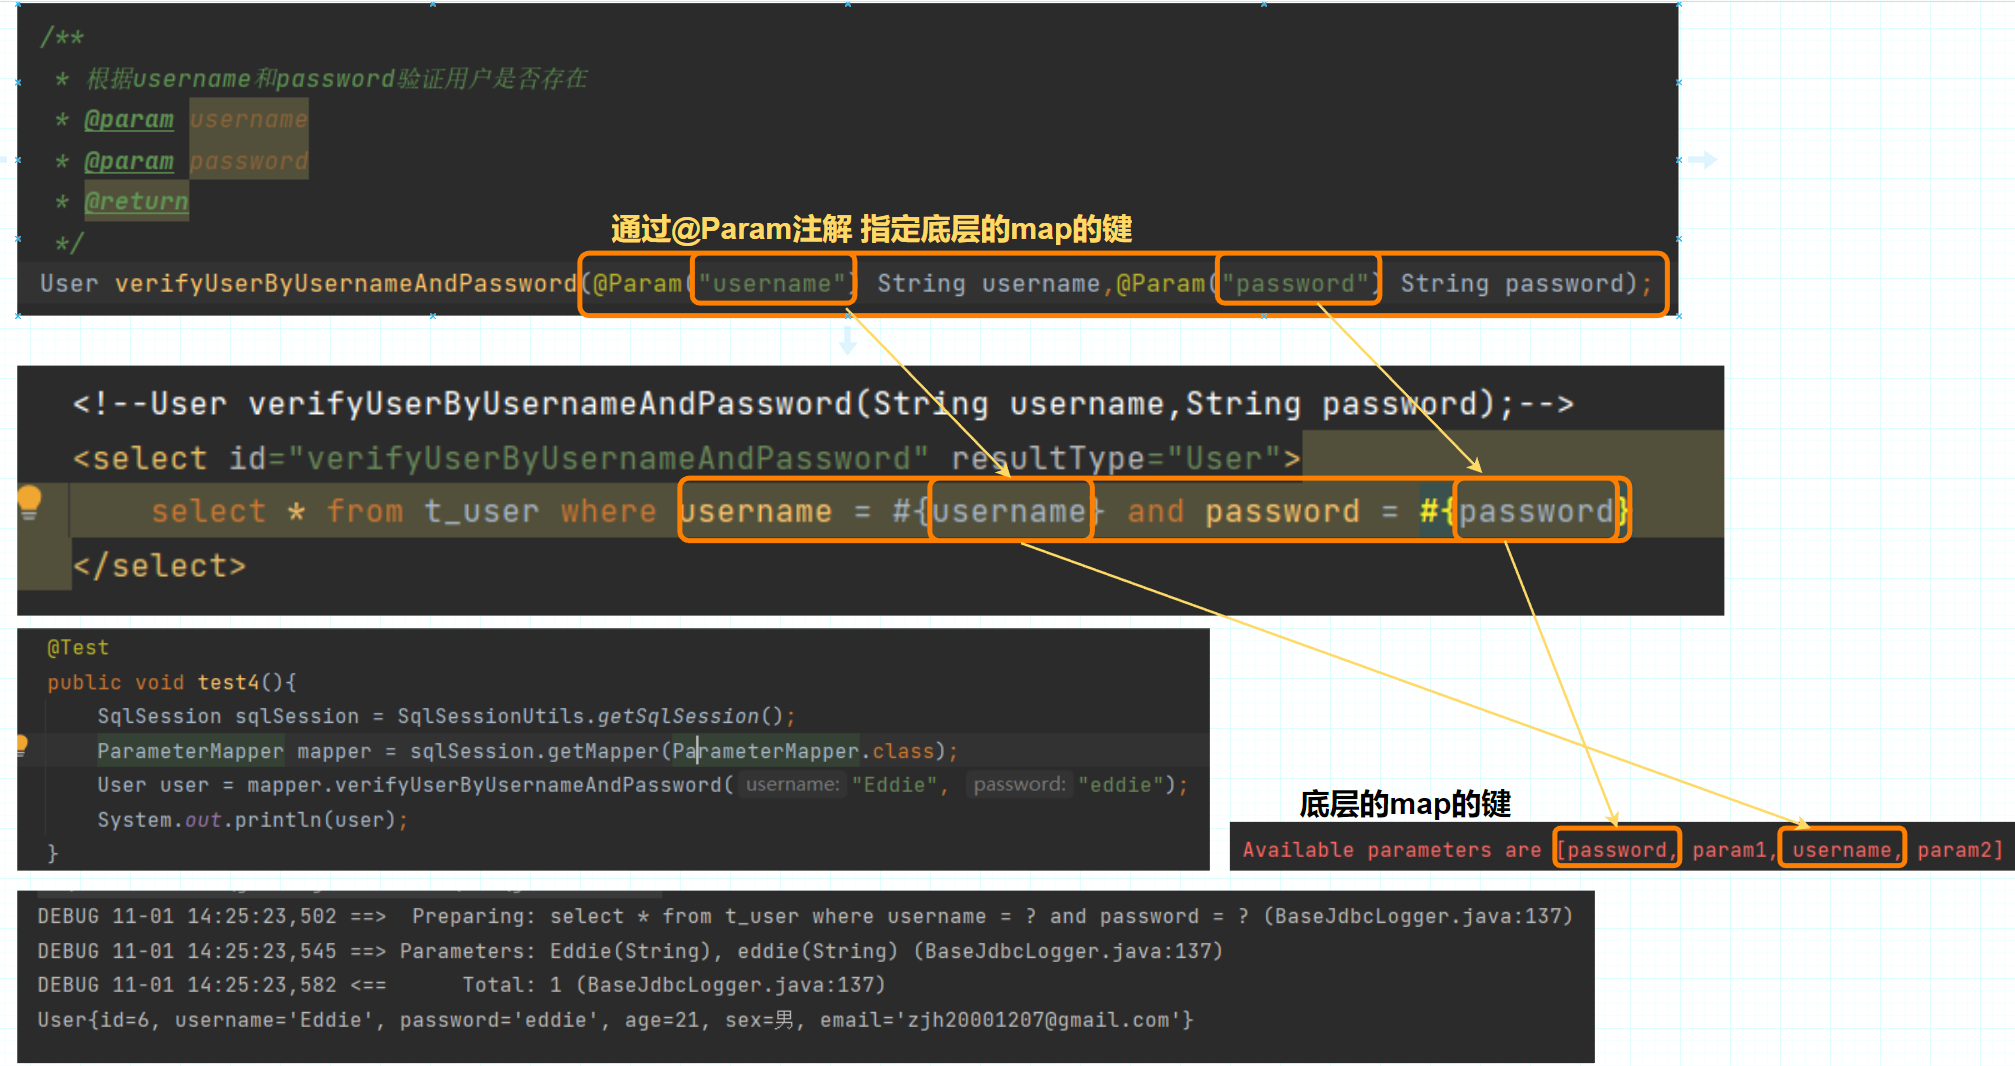 /**
* 根据username和password验证用户是否存在
* @param username
* @param password
* @return
*/
通过@Param注解 指定底层的map的键
User verifyUserByUsernameAndPassword(@Param("username") String username,@Param("password") String password);
<!--User verifyUserByUsernameAndPassword(String username,String password);-->
<select id="verifyUserByUsernameAndPassword" resultType="User">
select * from t_user where username = #{username} and password = #{password}
</select>
@Test
public void test4(){
SqlSession sqlSession = SqlSessionUtils.getSqlSession();
ParameterMapper mapper = sqlSession.getMapper(ParameterMapper.class);
User user = mapper.verifyUserByUsernameAndPassword( username: "Eddie", password: "eddie");
System.out.println(user);
}
底层的map的键
Available parameters are [password, param1, username, param2]
DEBUG 11-01 14:25:23,502 ==>  Preparing: select * from t_user where username = ? and password = ? (BaseJdbcLogger.java:137)
DEBUG 11-01 14:25:23,545 ==> Parameters: Eddie(String), eddie(String) (BaseJdbcLogger.java:137)
DEBUG 11-01 14:25:23,582 <==      Total: 1 (BaseJdbcLogger.java:137)
User{id=6, username='Eddie', password='eddie', age=21, sex=男, email='zjh20001207@gmail.com'}